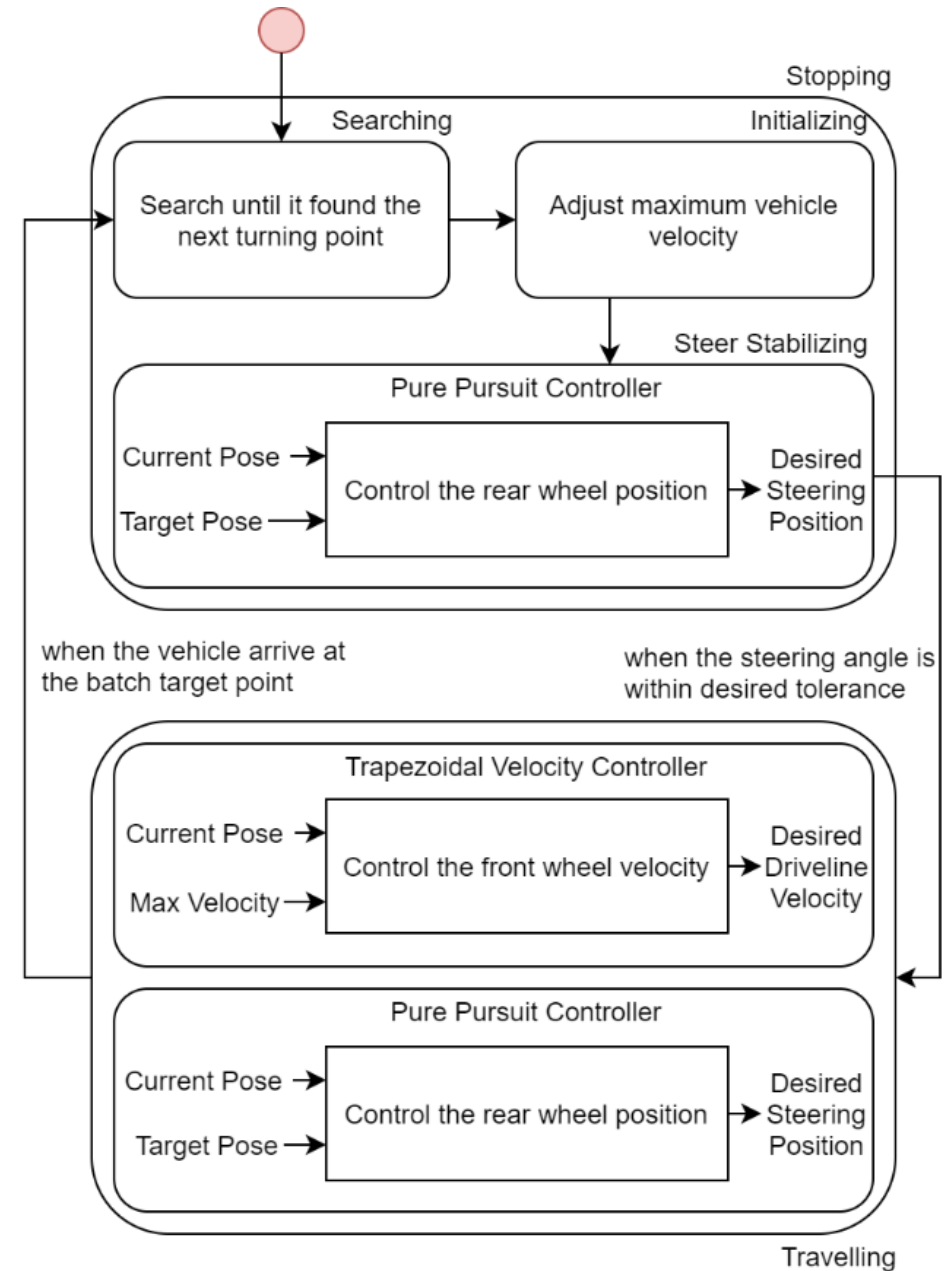 Stopping
Searching
Initializing
Search until it found the
next turning point
Adjust maximum vehicle
velocity
Steer Stabilizing
Pure Pursuit Controller
Current Pose
Target Pose
Control the rear wheel position
Desired
Steering
Position
when the vehicle arrive at
the batch target point
when the steering angle is
within desired tolerance
Trapezoidal Velocity Controller
Current Pose
Max Velocity
Control the front wheel velocity
Desired
Driveline
Velocity
Pure Pursuit Controller
Current Pose
Target Pose
Control the rear wheel position
Desired
Steering
Position
Travelling